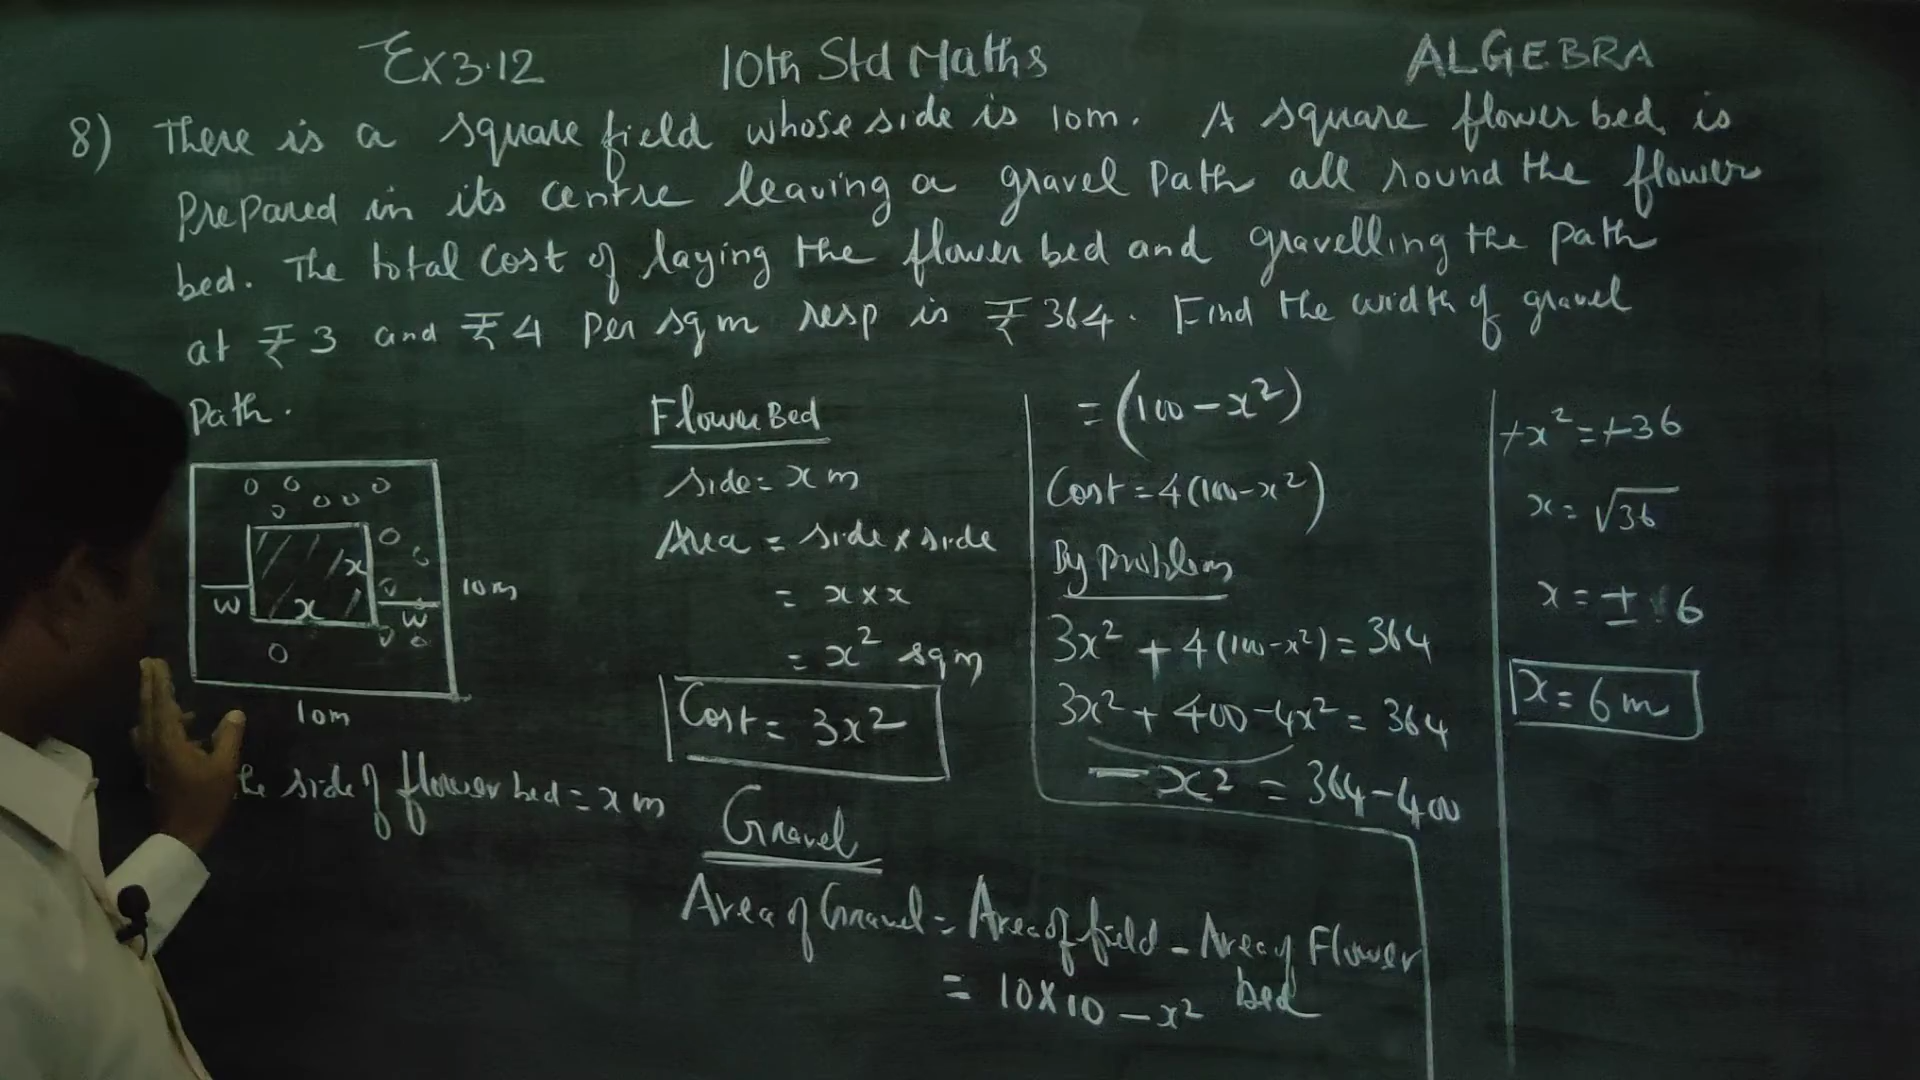 Ex 3.12 10th Std Maths ALGEBRA
8) There is a square field whose side is 10m. A square flower bed is
Prepared in its centre leaving a gravel Path all round the flower
bed. The total cost of laying the flower bed and gravelling the path
at ₹ 3 and ₹ 4 Per sq m resp is ₹ 364. Find the width of gravel
Path.
x
x
w
w
10m
10m
side of flower bed = x m
Flower Bed
side = x m
Area = side × side
= x × x
= x² sq m
Cost = 3x²
Gravel
Area of Gravel = Area of field - Area of Flower
bed
= 10×10 - x²
= (100 - x²)
Cost = 4(100-x²)
By Problem
3x² + 4(100-x²) = 364
3x² + 400 - 4x² = 364
- x² = 364 - 400
+x² = +36
x = √36
x = ± 6
x = 6 m